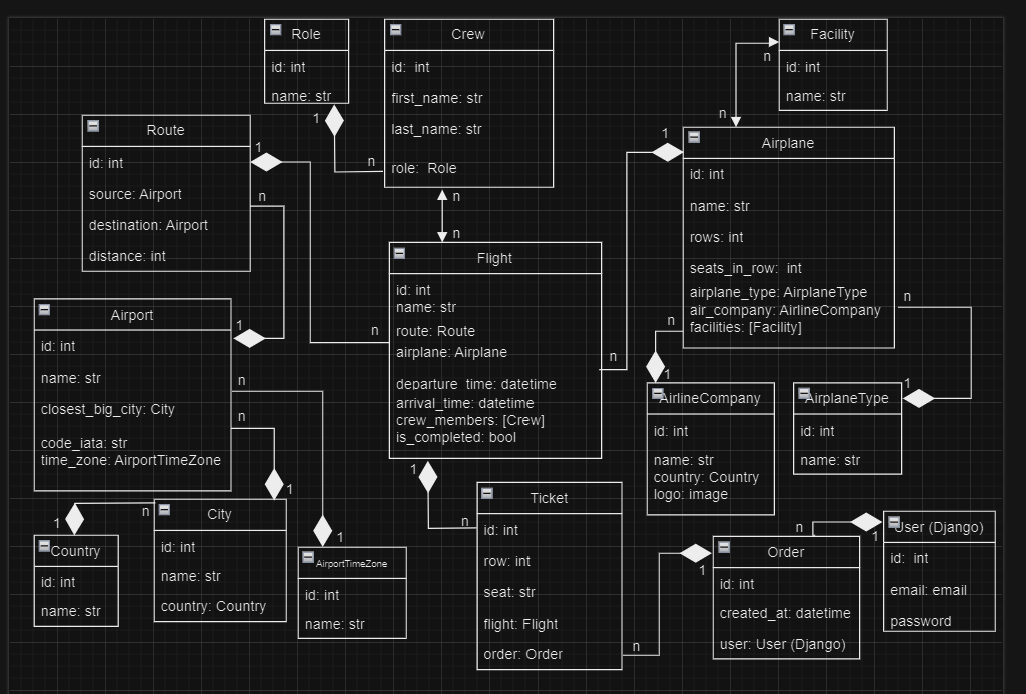 Role
id: int
name: str
Crew
id: int
first_name: str
last_name: str
role: Role
Facility
id: int
name: str
1
n
n
n
Route
id: int
source: Airport
destination: Airport
distance: int
1
n
n
n
Airplane
id: int
name: str
rows: int
seats_in_row: int
airplane_type: AirplaneType
air_company: AirlineCompany
facilities: [Facility]
1
n
n
Flight
id: int
name: str
route: Route
airplane: Airplane
departure_time: datetime
arrival_time: datetime
crew_members: [Crew]
is_completed: bool
n
n
1
Airport
id: int
name: str
closest_big_city: City
code_iata: str
time_zone: AirportTimeZone
1
n
n
AirlineCompany
id: int
name: str
country: Country
logo: image
1
AirplaneType
id: int
name: str
1
Country
id: int
name: str
1
n
City
id: int
name: str
country: Country
1
AirportTimeZone
id: int
name: str
1
Ticket
id: int
row: int
seat: str
flight: Flight
order: Order
n
n
Order
id: int
created_at: datetime
user: User (Django)
1
n
User (Django)
id: int
email: email
password
1